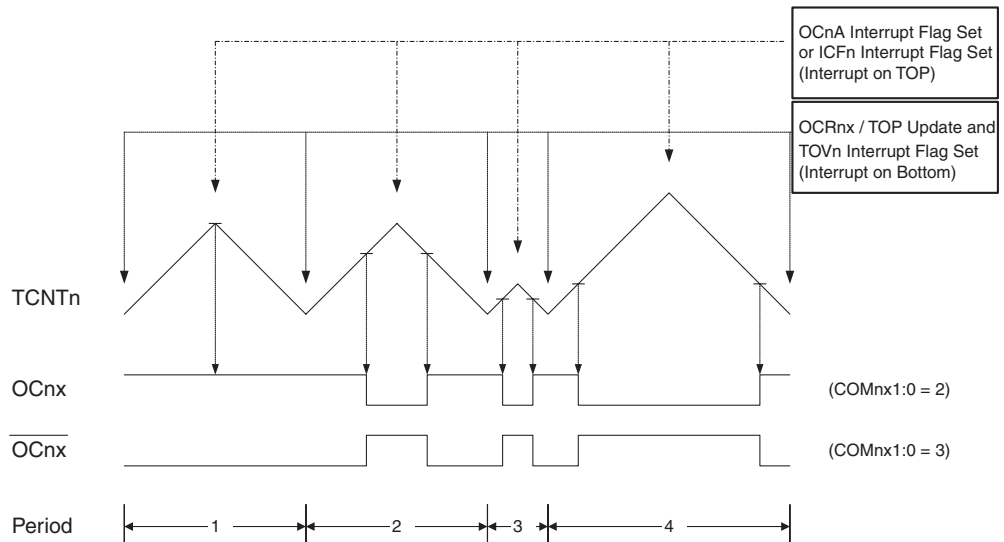 OCnA Interrupt Flag Set
or ICFn Interrupt Flag Set
(Interrupt on TOP)
OCRnx / TOP Update and
TOVn Interrupt Flag Set
(Interrupt on Bottom)
TCNTn
OCnx
(COMnx1:0 = 2)
OCnx
(COMnx1:0 = 3)
Period
1
2
3
4